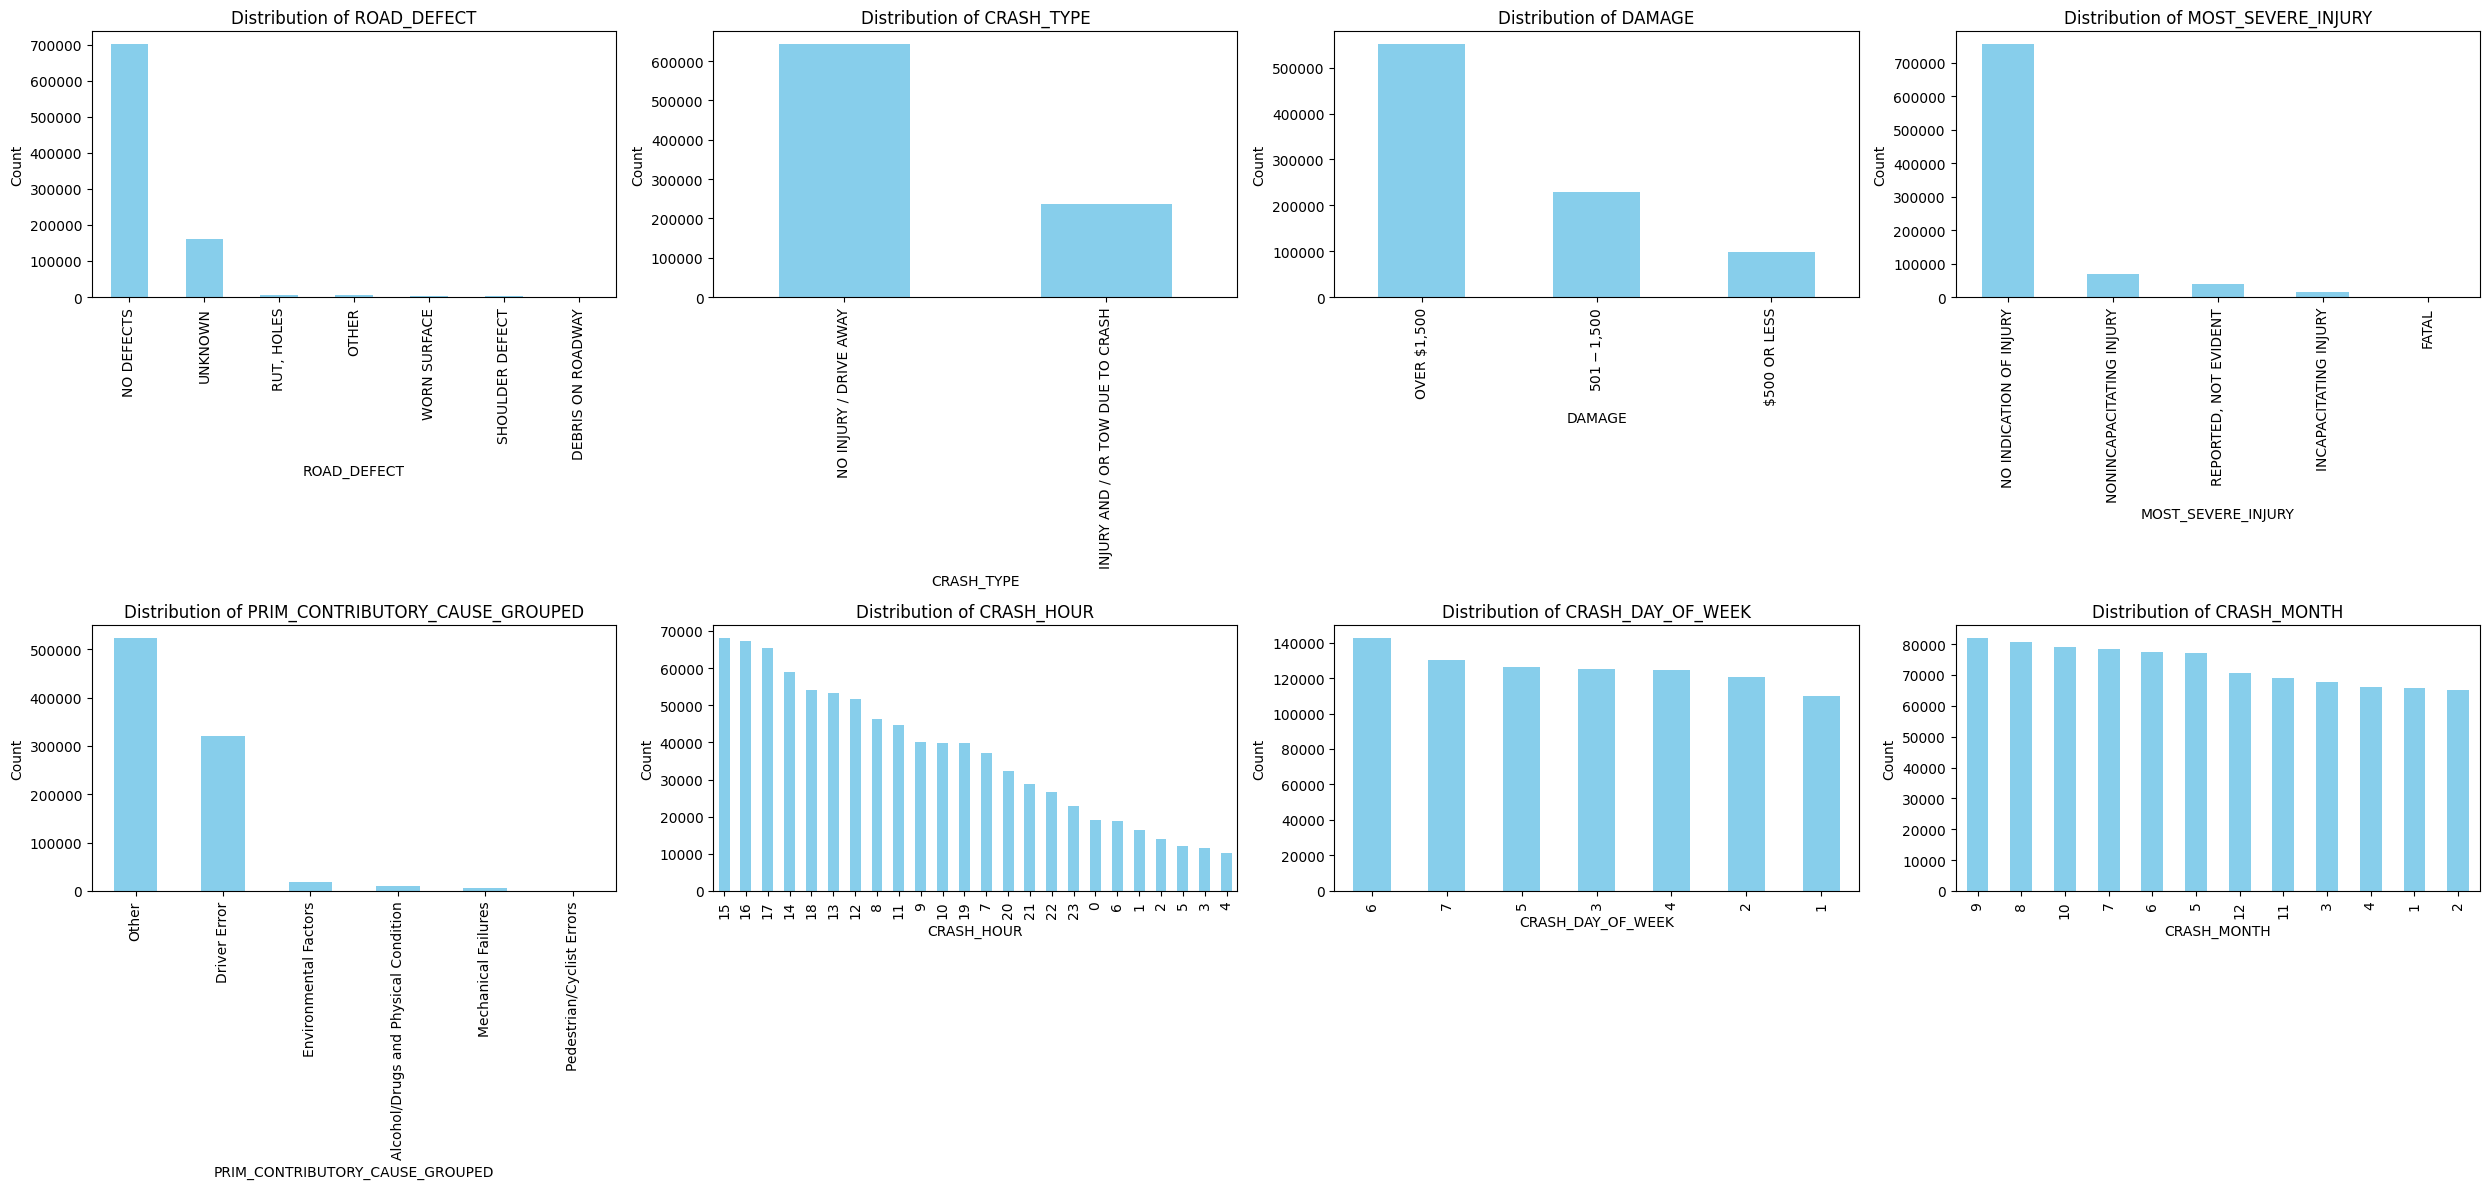 Distribution of ROAD_DEFECT
Count
700000
600000
500000
400000
300000
200000
100000
0
NO DEFECTS
UNKNOWN
RUT, HOLES
OTHER
WORN SURFACE
SHOULDER DEFECT
DEBRIS ON ROADWAY
ROAD_DEFECT
Distribution of CRASH_TYPE
Count
600000
500000
400000
300000
200000
100000
0
NO INJURY / DRIVE AWAY
INJURY AND / OR TOW DUE TO CRASH
CRASH_TYPE
Distribution of DAMAGE
Count
500000
400000
300000
200000
100000
0
OVER $1,500
501 − 1,500
$500 OR LESS
DAMAGE
Distribution of MOST_SEVERE_INJURY
Count
700000
600000
500000
400000
300000
200000
100000
0
NO INDICATION OF INJURY
NONINCAPACITATING INJURY
REPORTED, NOT EVIDENT
INCAPACITATING INJURY
FATAL
MOST_SEVERE_INJURY
Distribution of PRIM_CONTRIBUTORY_CAUSE_GROUPED
Count
500000
400000
300000
200000
100000
0
Other
Driver Error
Environmental Factors
Alcohol/Drugs and Physical Condition
Mechanical Failures
Pedestrian/Cyclist Errors
PRIM_CONTRIBUTORY_CAUSE_GROUPED
Distribution of CRASH_HOUR
Count
70000
60000
50000
40000
30000
20000
10000
0
15
16
17
14
18
13
12
8
11
9
10
19
7
20
21
22
23
0
6
1
2
5
3
4
CRASH_HOUR
Distribution of CRASH_DAY_OF_WEEK
Count
140000
120000
100000
80000
60000
40000
20000
0
6
7
5
3
4
2
1
CRASH_DAY_OF_WEEK
Distribution of CRASH_MONTH
Count
80000
70000
60000
50000
40000
30000
20000
10000
0
9
8
10
7
6
5
12
11
3
4
1
2
CRASH_MONTH